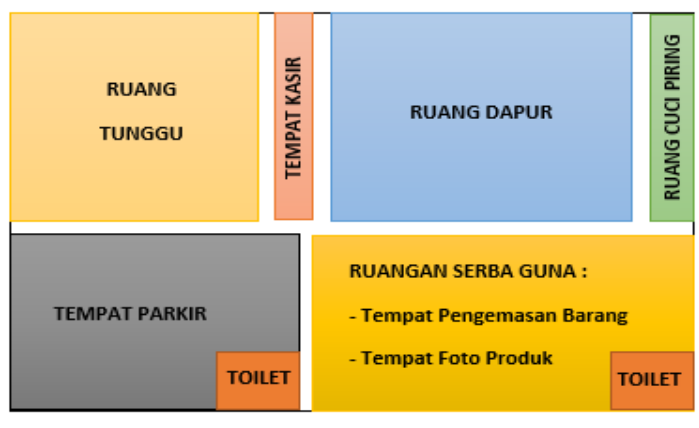 RUANG
TUNGGU
TEMPAT KASIR
RUANG DAPUR
RUANG CUCI PIRING
TEMPAT PARKIR
TOILET
RUANGAN SERBA GUNA :
- Tempat Pengemasan Barang
- Tempat Foto Produk
TOILET